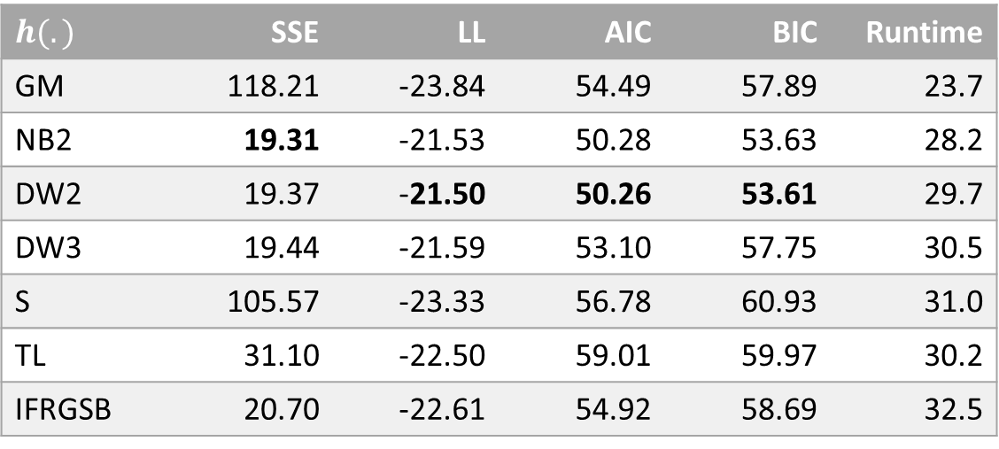 h(.) SSE LL AIC BIC Runtime
GM 118.21 -23.84 54.49 57.89 23.7
NB2 19.31 -21.53 50.28 53.63 28.2
DW2 19.37 -21.50 50.26 53.61 29.7
DW3 19.44 -21.59 53.10 57.75 30.5
S 105.57 -23.33 56.78 60.93 31.0
TL 31.10 -22.50 59.01 59.97 30.2
IFRGSB 20.70 -22.61 54.92 58.69 32.5